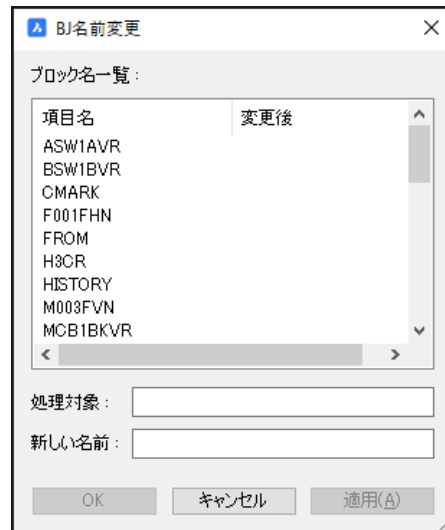 BJ名前変更
ブロック名一覧：
項目名 変更後
ASW1AVR
BSW1BVR
CMARK
F001FHN
FROM
H3CR
HISTORY
M003FVN
MCB1BKVR
処理対象：
新しい名前：
OK キャンセル 適用(A)